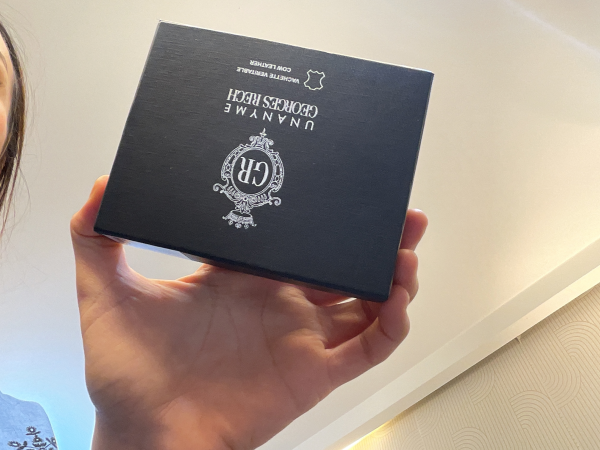 GR
UNANYME
GEORGES RECH
VACHETTE VERITABLE
COW LEATHER